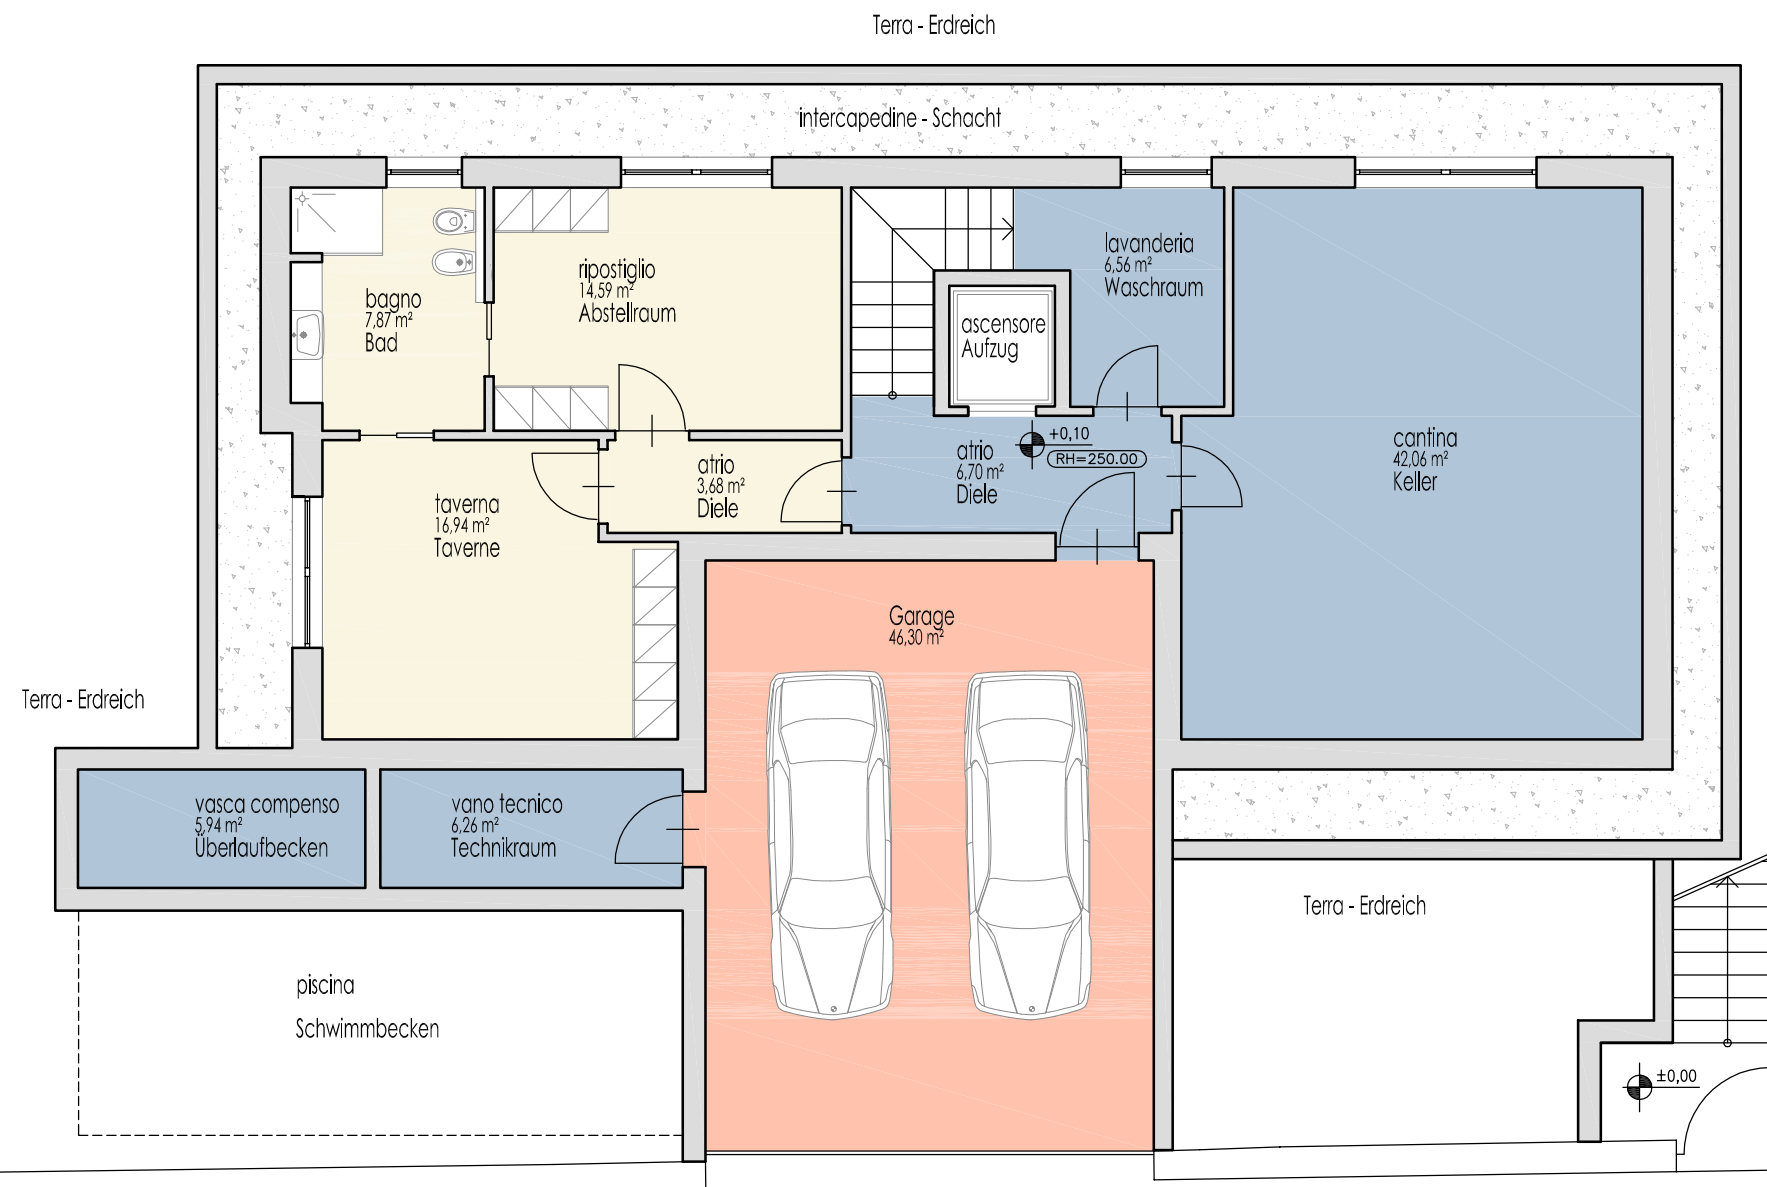 Terra - Erdreich
intercapedine - Schacht
bagno
7,87 m²
Bad
ripostiglio
14,59 m²
Abstellraum
lavanderia
6,56 m²
Waschraum
ascensore
Aufzug
taverna
16,94 m²
Taverne
atrio
3,68 m²
Diele
atrio
6,70 m²
Diele
+0,10
RH=250.00
cantina
42,06 m²
Keller
Garage
46,30 m²
Terra - Erdreich
vasca compenso
5,94 m²
Überlaufbecken
vano tecnico
6,26 m²
Technikraum
Terra - Erdreich
piscina
Schwimmbecken
±0,00